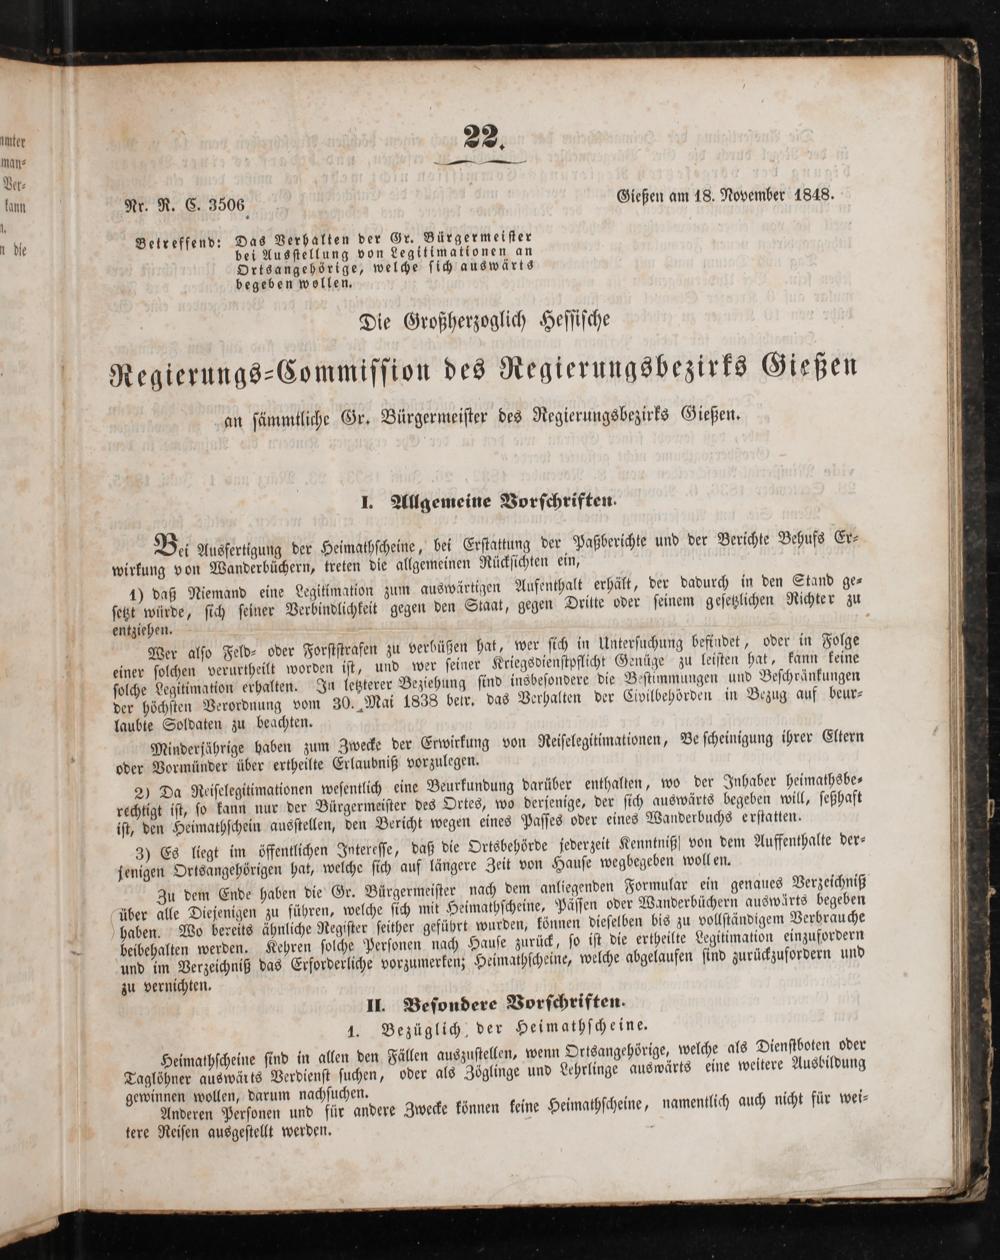 nmter
man=
Ver=
kann
n die
22.
Nr. R. C. 3506
Gießen am 18. November 1848.
Betreffend: Das Verhalten der Gr. Bürgermeister
bei Ausstellung von Legitimationen an
Ortsangehörige, welche sich auswärts
begeben wollen.
Die Großherzoglich Hessische
Regierungs=Commission des Regierungsbezirks Gießen
an sämmtliche Gr. Bürgermeister des Regierungsbezirks Gießen.
I. Allgemeine Vorschriften.
Bei Ausfertigung der Heimathscheine, bei Erstattung der Paßberichte und der Berichte Behufs Er=
wirkung von Wanderbüchern, treten die allgemeinen Rücksichten ein,
1) daß Niemand eine Legitimation zum auswärtigen Aufenthalt erhält, der dadurch in den Stand ge=
setzt würde, sich seiner Verbindlichkeit gegen den Staat, gegen Dritte oder seinem gesetzlichen Richter zu
entziehen.
Wer also Feld= oder Forststrafen zu verbüßen hat, wer sich in Untersuchung befindet, oder in Folge
einer solchen verurtheilt worden ist, und wer seiner Kriegsdienstpflicht Genüge zu leisten hat, kann keine
solche Legitimation erhalten. In letzterer Beziehung sind insbesondere die Bestimmungen und Beschränkungen
der höchsten Verordnung vom 30. Mai 1838 betr. das Verhalten der Civilbehörden in Bezug auf beur=
laubte Soldaten zu beachten.
Minderjährige haben zum Zwecke der Erwirkung von Reiselegitimationen, Bescheinigung ihrer Eltern
oder Vormünder über ertheilte Erlaubniß vorzulegen.
2) Da Reiselegitimationen wesentlich eine Beurkundung darüber enthalten, wo der Inhaber heimathsbe=
rechtigt ist, so kann nur der Bürgermeister des Ortes, wo derjenige, der sich auswärts begeben will, seßhaft
ist, den Heimathschein ausstellen, den Bericht wegen eines Passes oder eines Wanderbuchs erstatten.
3) Es liegt im öffentlichen Interesse, daß die Ortsbehörde jederzeit Kenntniß von dem Auffenthalte der=
jenigen Ortsangehörigen hat, welche sich auf längere Zeit von Hause wegbegeben wollen.
Zu dem Ende haben die Gr. Bürgermeister nach dem anliegenden Formular ein genaues Verzeichniß
über alle Diejenigen zu führen, welche sich mit Heimathscheine, Pässen oder Wanderbüchern auswärts begeben
haben. Wo bereits ähnliche Register seither geführt wurden, können dieselben bis zu vollständigem Verbrauche
beibehalten werden. Kehren solche Personen nach Hause zurück, so ist die ertheilte Legitimation einzufordern
und im Verzeichniß das Erforderliche vorzumerken; Heimathscheine, welche abgelaufen sind zurückzufordern und
zu vernichten.
II. Besondere Vorschriften.
1. Bezüglich der Heimathscheine.
Heimathscheine sind in allen den Fällen auszustellen, wenn Ortsangehörige, welche als Dienstboten oder
Taglöhner auswärts Verdienst suchen, oder als Zöglinge und Lehrlinge auswärts eine weitere Ausbildung
gewinnen wollen, darum nachsuchen.
Anderen Personen und für andere Zwecke können keine Heimathscheine, namentlich auch nicht für wei=
tere Reisen ausgestellt werden.